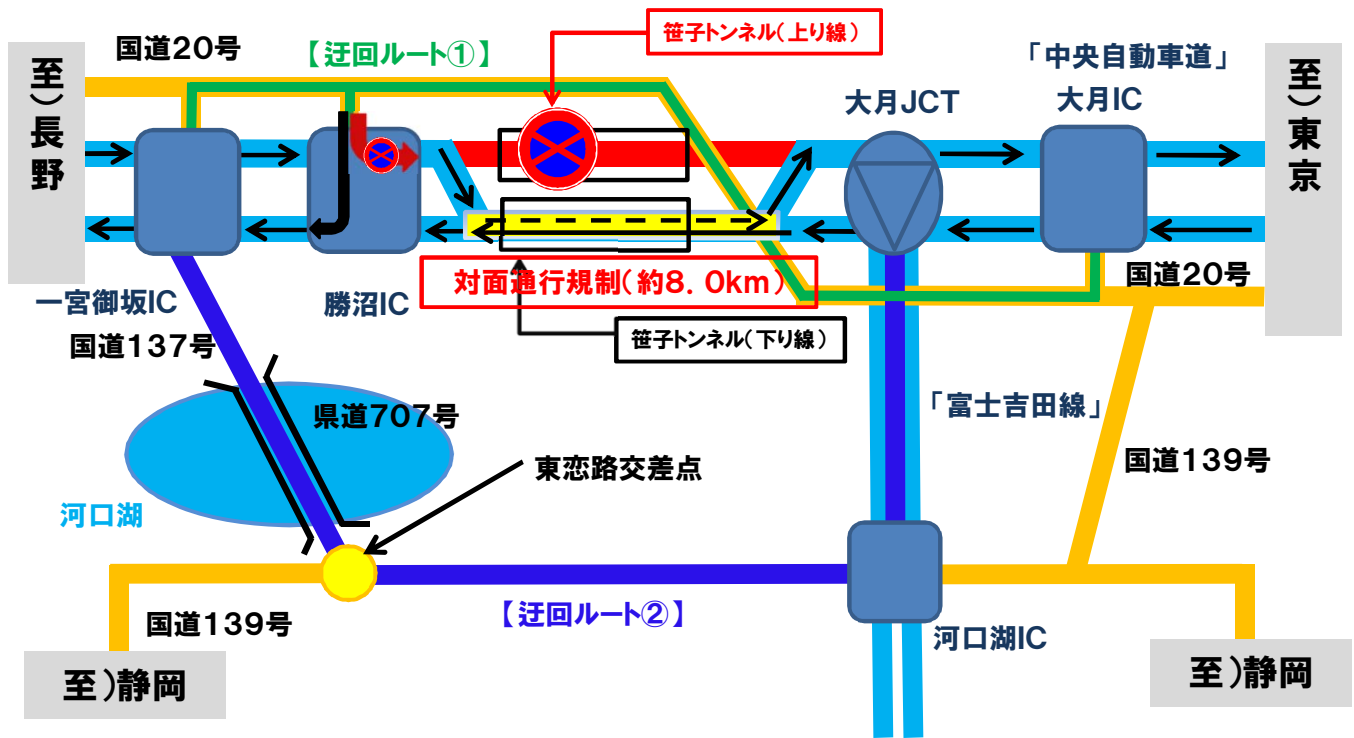 国道20号
【迂回ルート①】
笹子トンネル(上り線)
「中央自動車道」
大月JCT
大月IC
至)長野
至)東京
対面通行規制(約8．0km)
国道20号
一宮御坂IC
勝沼IC
笹子トンネル(下り線)
国道137号
県道707号
「富士吉田線」
東恋路交差点
国道139号
河口湖
国道139号
【迂回ルート②】
河口湖IC
至)静岡
至)静岡